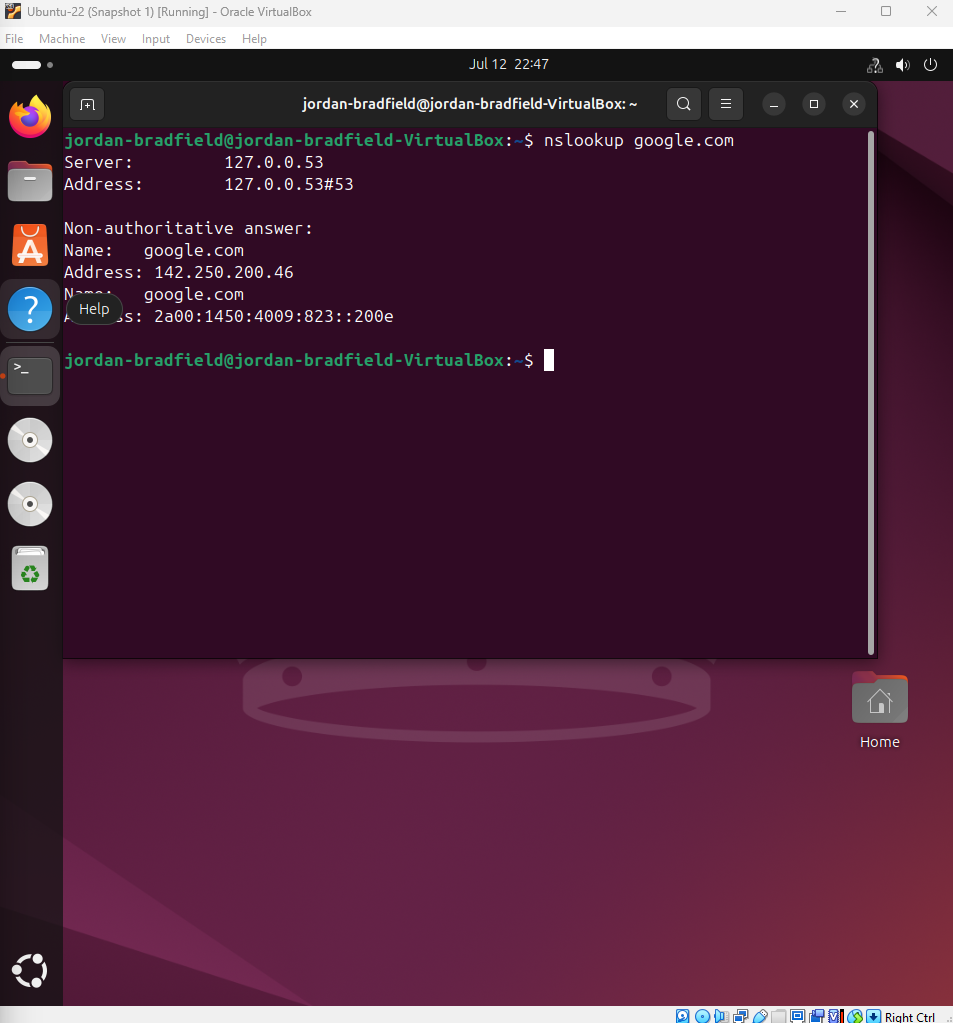 Ubuntu-22 (Snapshot 1) [Running] - Oracle VirtualBox
File Machine View Input Devices Help
Jul 12 22:47
jordan-bradfield@jordan-bradfield-VirtualBox: ~
jordan-bradfield@jordan-bradfield-VirtualBox:~$ nslookup google.com
Server: 127.0.0.53
Address: 127.0.0.53#53
Non-authoritative answer:
Name: google.com
Address: 142.250.200.46
google.com
Help
2a00:1450:4009:823::200e
jordan-bradfield@jordan-bradfield-VirtualBox:~$
Home
Right Ctrl